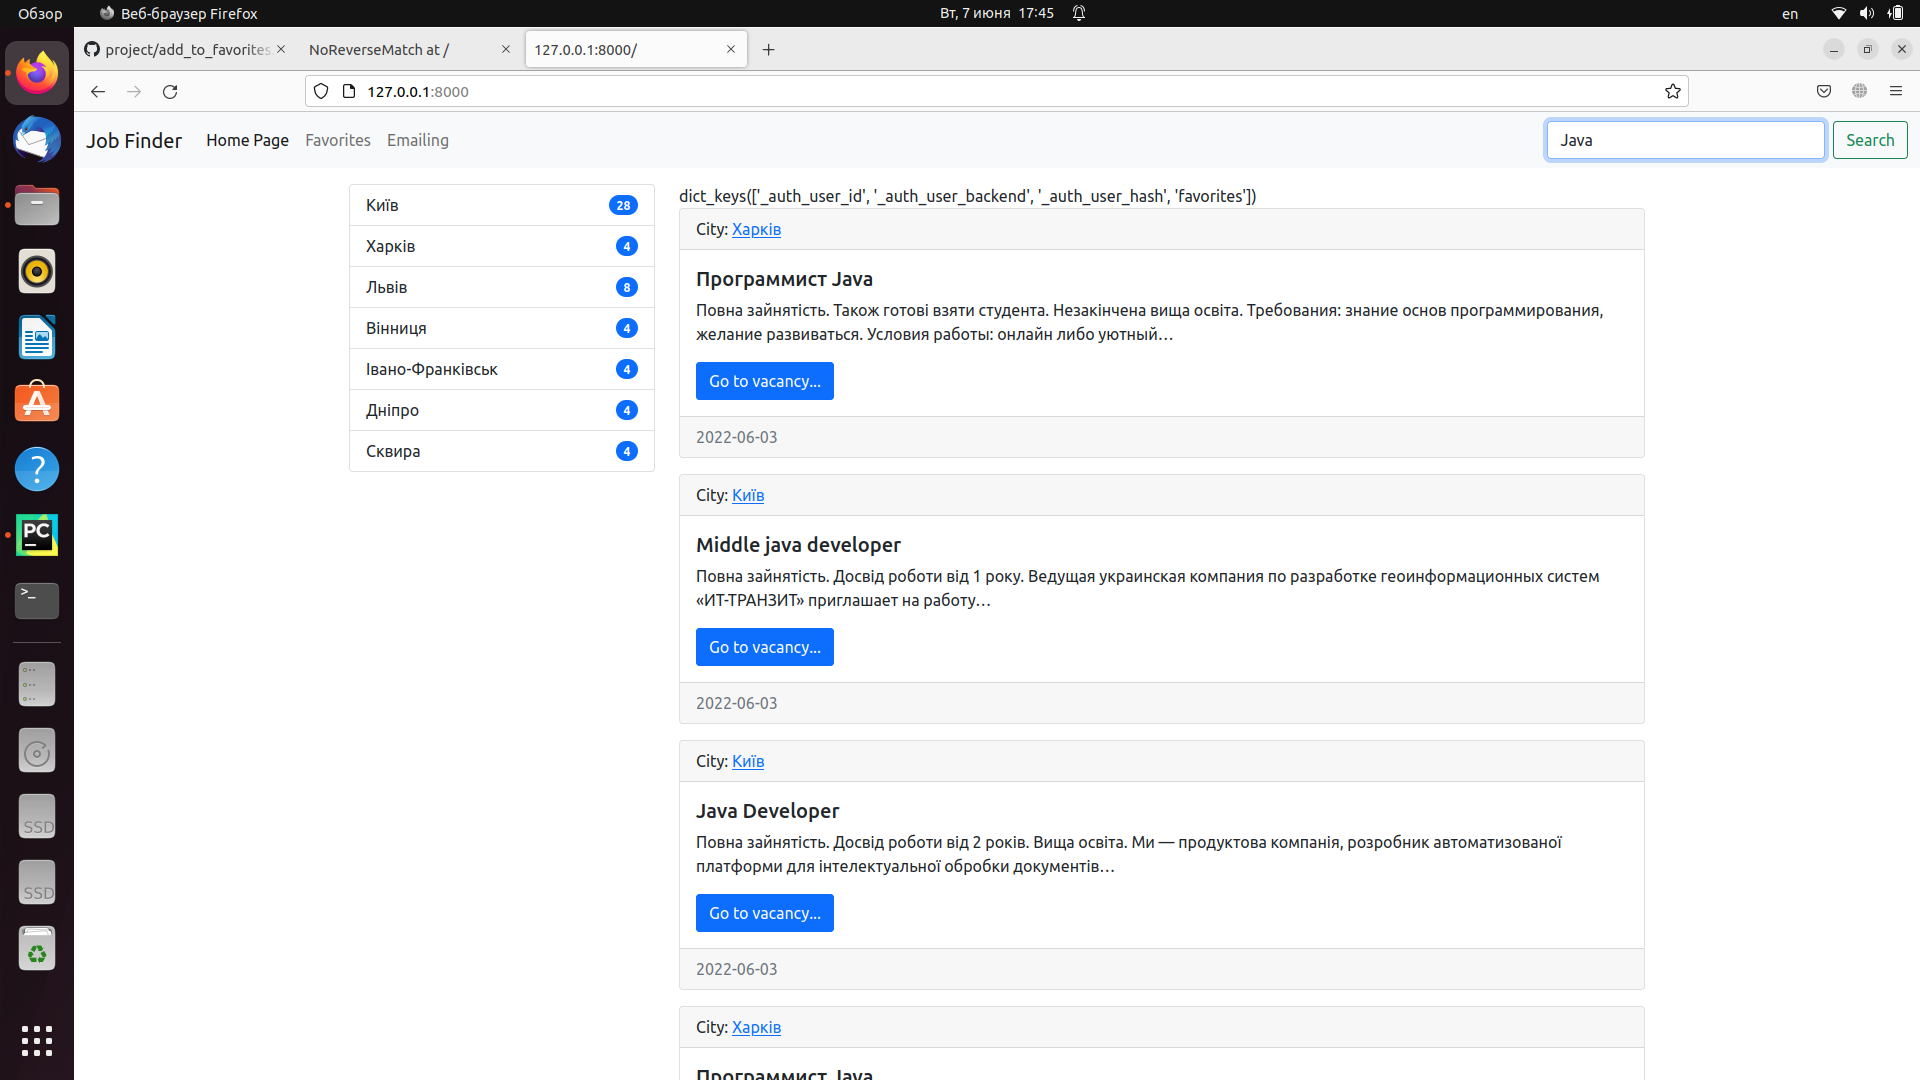 Обзор
Веб-браузер Firefox
Вт, 7 июня 17:45
en
project/add_to_favorites
NoReverseMatch at /
127.0.0.1:8000/
127.0.0.1:8000
Job Finder
Home Page
Favorites
Emailing
Java
Search
Київ 28
Харків 4
Львів 8
Вінниця 4
Івано-Франківськ 4
Дніпро 4
Сквира 4
dict_keys(['_auth_user_id', '_auth_user_backend', '_auth_user_hash', 'favorites'])
City: Харків
Программист Java
Повна зайнятість. Також готові взяти студента. Незакінчена вища освіта. Требования: знание основ программирования,
желание развиваться. Условия работы: онлайн либо уютный…
Go to vacancy...
2022-06-03
City: Київ
Middle java developer
Повна зайнятість. Досвід роботи від 1 року. Ведущая украинская компания по разработке геоинформационных систем
«ИТ-ТРАНЗИТ» приглашает на работу…
Go to vacancy...
2022-06-03
City: Київ
Java Developer
Повна зайнятість. Досвід роботи від 2 років. Вища освіта. Ми — продуктова компанія, розробник автоматизованої
платформи для інтелектуальної обробки документів…
Go to vacancy...
2022-06-03
City: Харків
Программист Java
PC
>_
SSD
SSD